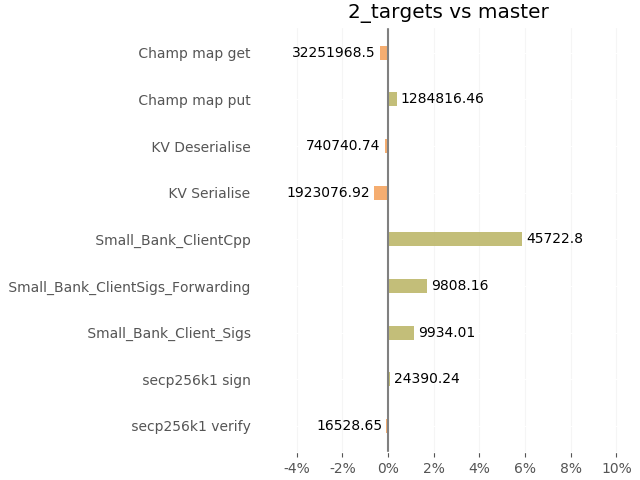 2_targets vs master
Champ map get 32251968.5
Champ map put 1284816.46
KV Deserialise 740740.74
KV Serialise 1923076.92
Small_Bank_ClientCpp 45722.8
Small_Bank_ClientSigs_Forwarding 9808.16
Small_Bank_Client_Sigs 9934.01
secp256k1 sign 24390.24
secp256k1 verify 16528.65
-4% -2% 0% 2% 4% 6% 8% 10%